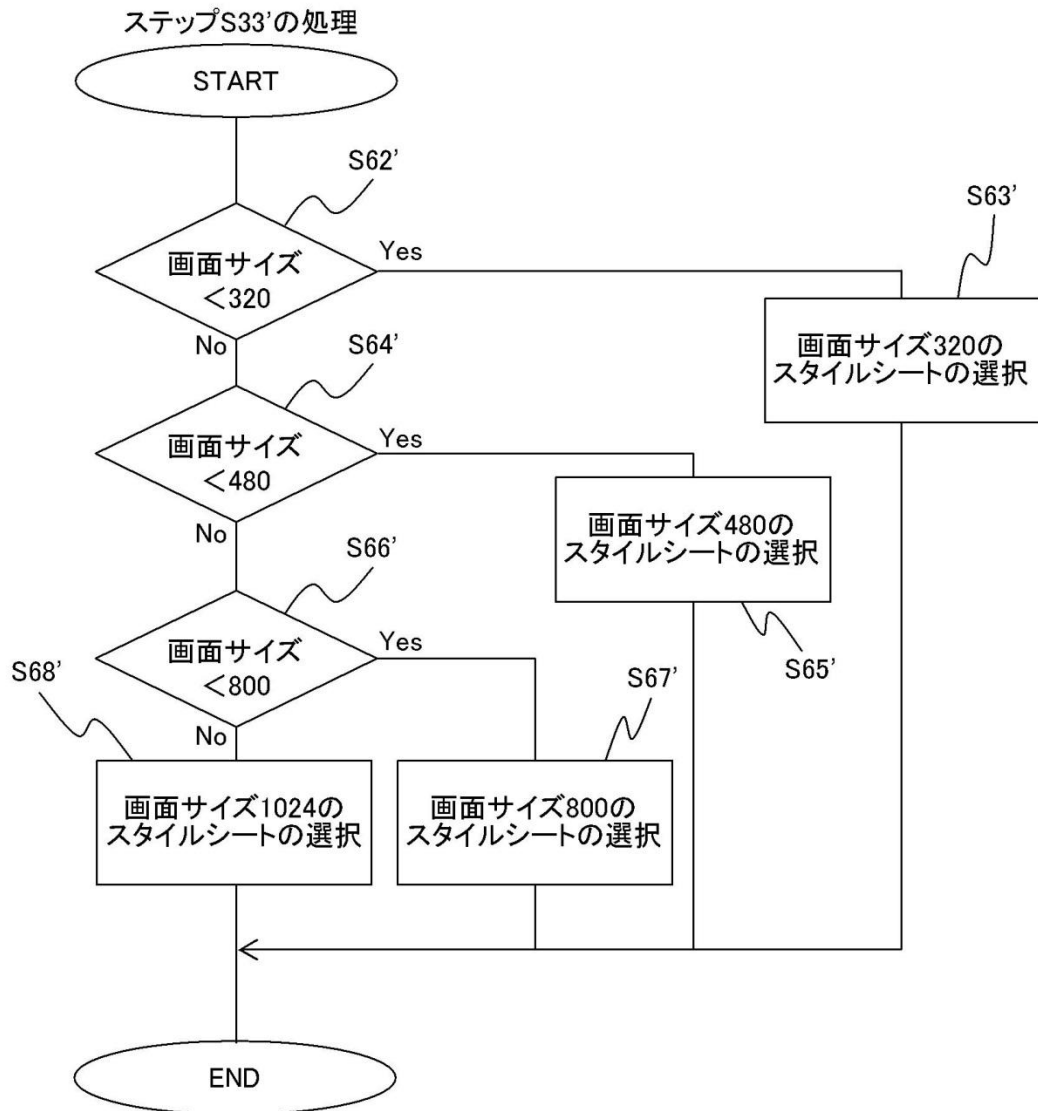 ステップS33’の処理
START
S62’
画面サイズ
<320
Yes
No
S63’
画面サイズ320の
スタイルシートの選択
S64’
画面サイズ
<480
Yes
No
画面サイズ480の
スタイルシートの選択
S65’
S66’
画面サイズ
<800
Yes
No
S67’
画面サイズ800の
スタイルシートの選択
S68’
画面サイズ1024の
スタイルシートの選択
END